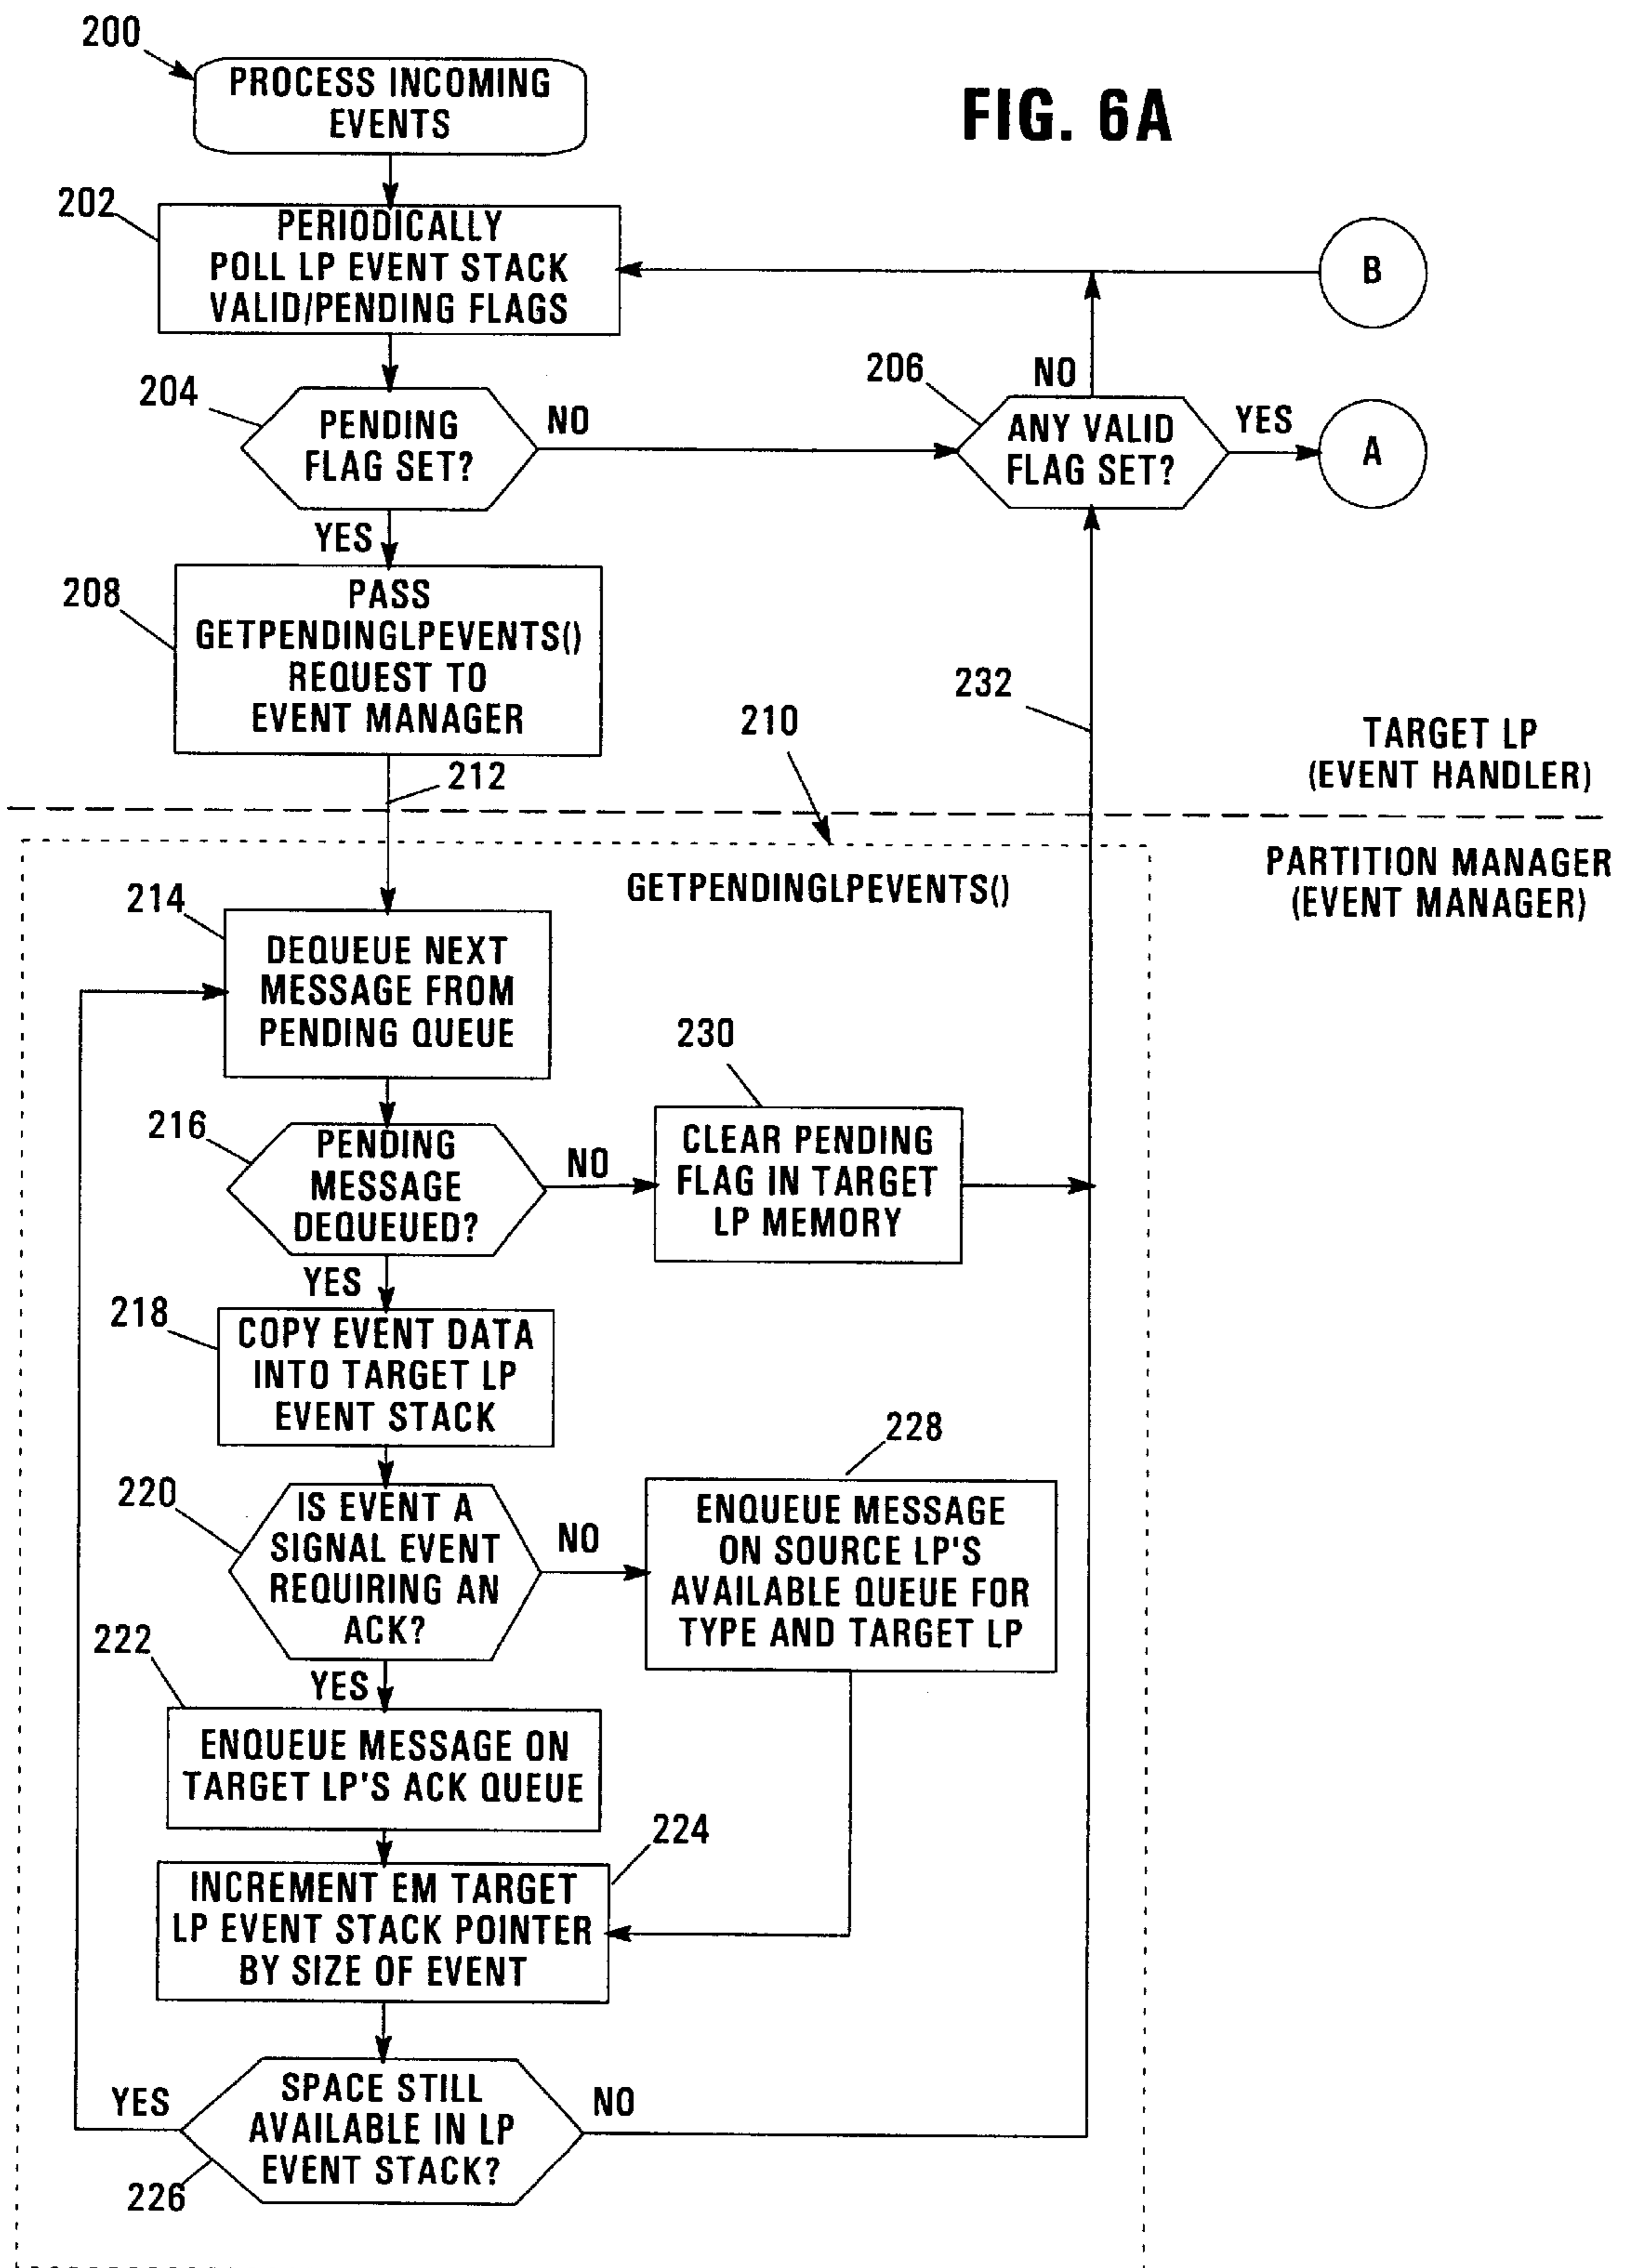 200
PROCESS INCOMING
EVENTS
FIG. 6A
202
PERIODICALLY
POLL LP EVENT STACK
VALID/PENDING FLAGS
B
204
PENDING
FLAG SET?
NO
206
NO
ANY VALID
FLAG SET?
YES
A
YES
208
PASS
GETPENDINGLPEVENTS()
REQUEST TO
EVENT MANAGER
232
210
212
TARGET LP
(EVENT HANDLER)
PARTITION MANAGER
(EVENT MANAGER)
GETPENDINGLPEVENTS()
214
DEQUEUE NEXT
MESSAGE FROM
PENDING QUEUE
216
PENDING
MESSAGE
DEQUEUED?
NO
230
CLEAR PENDING
FLAG IN TARGET
LP MEMORY
YES
218
COPY EVENT DATA
INTO TARGET LP
EVENT STACK
220
IS EVENT A
SIGNAL EVENT
REQUIRING AN
ACK?
NO
228
ENQUEUE MESSAGE
ON SOURCE LP'S
AVAILABLE QUEUE FOR
TYPE AND TARGET LP
YES
222
ENQUEUE MESSAGE ON
TARGET LP'S ACK QUEUE
224
INCREMENT EM TARGET
LP EVENT STACK POINTER
BY SIZE OF EVENT
YES
SPACE STILL
AVAILABLE IN LP
EVENT STACK?
NO
226